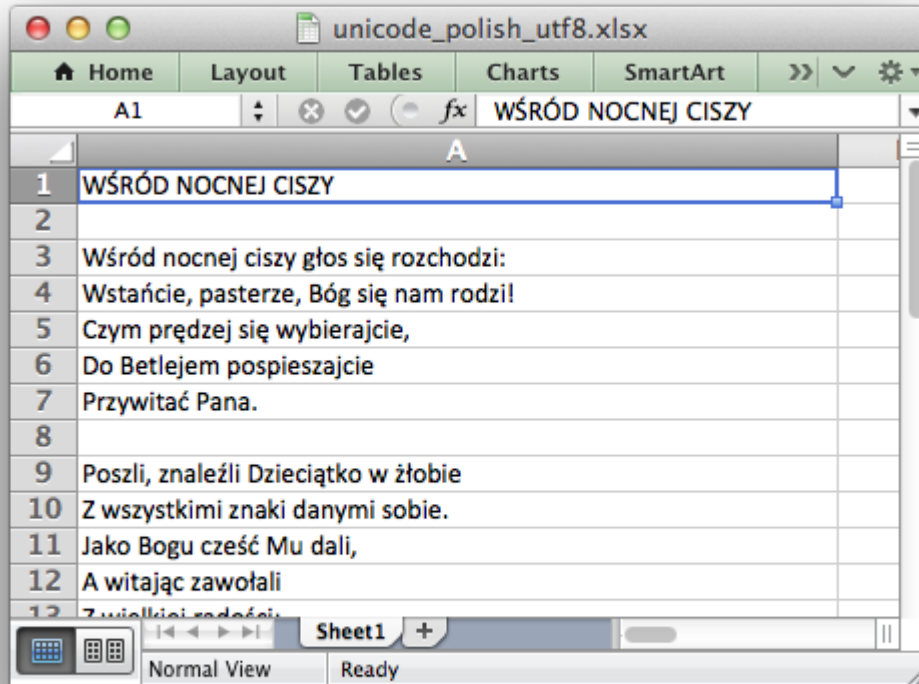 unicode_polish_utf8.xlsx
Home Layout Tables Charts SmartArt
A1 fx WŚRÓD NOCNEJ CISZY
A
1 WŚRÓD NOCNEJ CISZY
2
3 Wśród nocnej ciszy głos się rozchodzi:
4 Wstańcie, pasterze, Bóg się nam rodzi!
5 Czym prędzej się wybierajcie,
6 Do Betlejem pospieszajcie
7 Przywitać Pana.
8
9 Poszli, znaleźli Dzieciątko w żłobie
10 Z wszystkimi znaki danymi sobie.
11 Jako Bogu cześć Mu dali,
12 A witając zawołali
13 Z wielkiej radości:
Sheet1
Normal View Ready